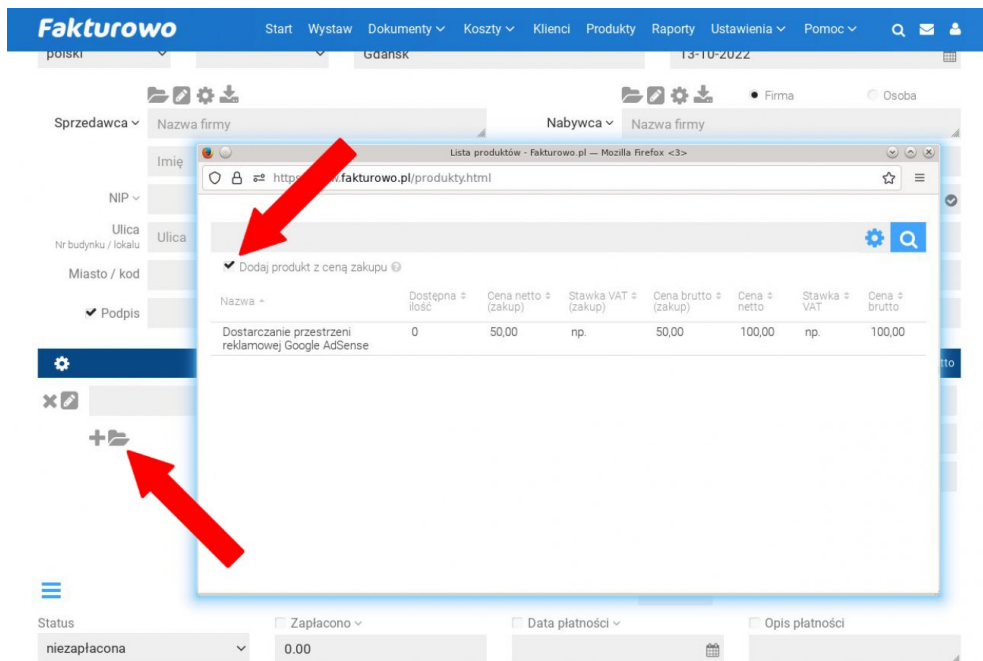 Fakturowo Start Wystaw Dokumenty Koszty Klienci Produkty Raporty Ustawienia Pomoc
polski Gdańsk 13-10-2022
Firma Osoba
Sprzedawca Nazwa firmy Nabywca Nazwa firmy
Imię
NIP
Ulica
Nr budynku / lokalu
Ulica
Miasto / kod
Podpis
Lista produktów - Fakturowo.pl — Mozilla Firefox <3>
fakturowo.pl/produkty.html
Dodaj produkt z ceną zakupu
Nazwa Dostępna ilość Cena netto (zakup) Stawka VAT (zakup) Cena brutto (zakup) Cena netto Stawka VAT Cena brutto
Dostarczanie przestrzeni 0 50,00 np. 50,00 100,00 np. 100,00
reklamowej Google AdSense
Status Zapłacono Data płatności Opis płatności
niezapłacona 0.00